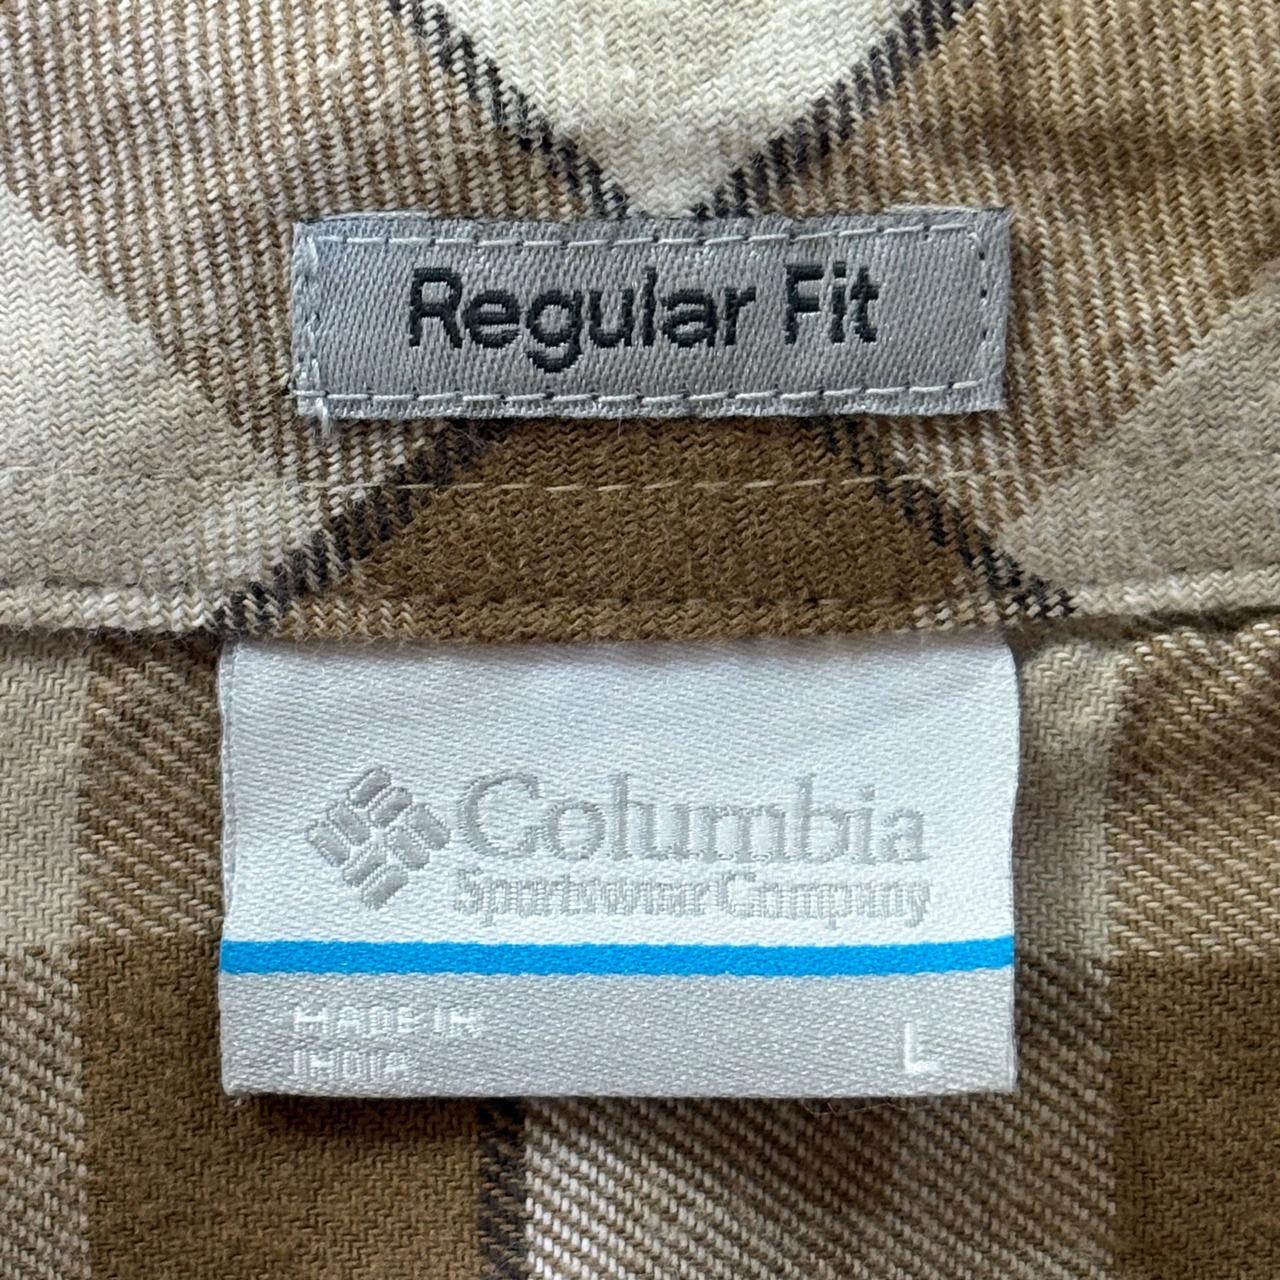 Regular Fit
Columbia
Sportswear Company
MADE IN
INDIA
L